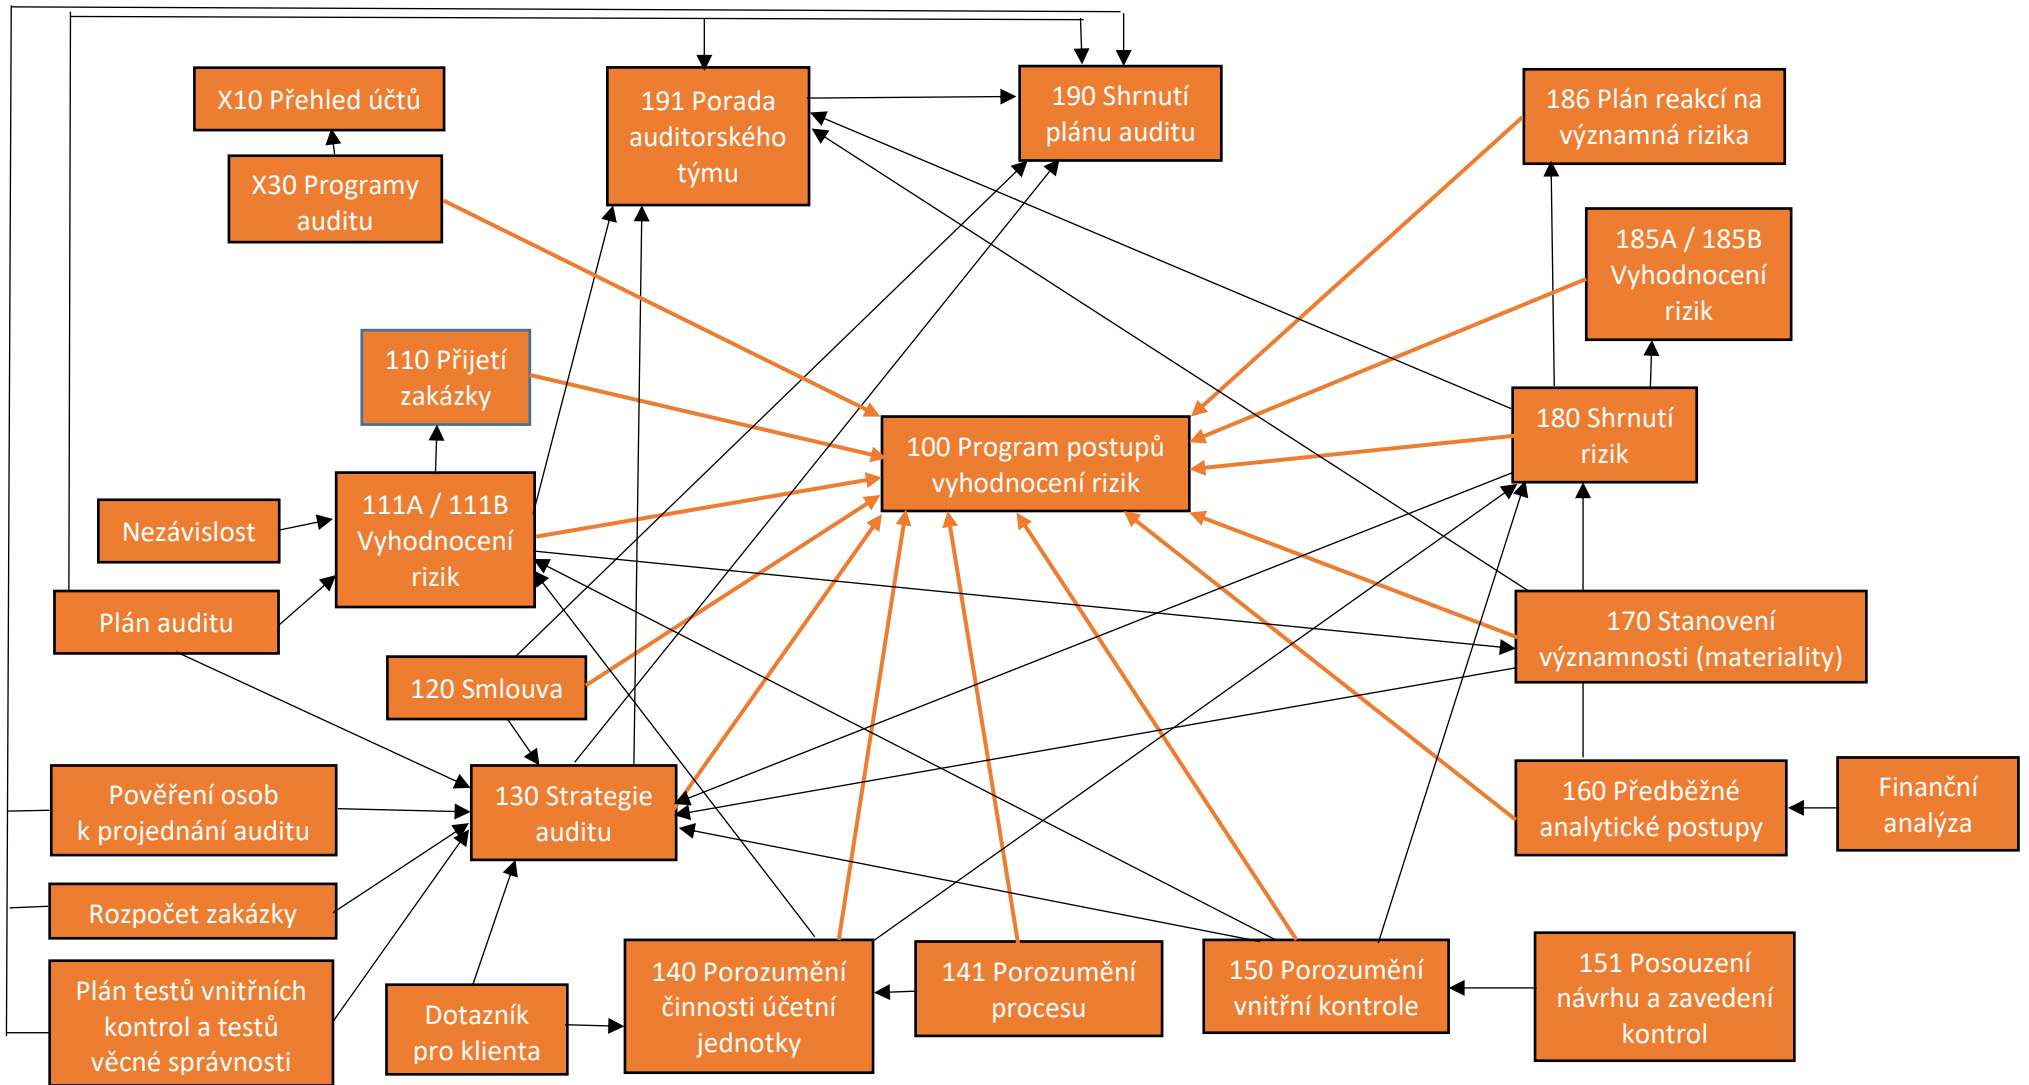 X10 Přehled účtů
191 Porada
auditorského
týmu
190 Shrnutí
plánu auditu
186 Plán reakcí na
významná rizika
X30 Programy
auditu
185A / 185B
Vyhodnocení
rizik
110 Přijetí
zakázky
100 Program postupů
vyhodnocení rizik
180 Shrnutí
rizik
111A / 111B
Vyhodnocení
rizik
Nezávislost
Plán auditu
170 Stanovení
významnosti (materiality)
120 Smlouva
Pověření osob
k projednání auditu
130 Strategie
auditu
160 Předběžné
analytické postupy
Finanční
analýza
Rozpočet zakázky
Plán testů vnitřních
kontrol a testů
věcné správnosti
Dotazník
pro klienta
140 Porozumění
činnosti účetní
jednotky
141 Porozumění
procesu
150 Porozumění
vnitřní kontrole
151 Posouzení
návrhu a zavedení
kontrol